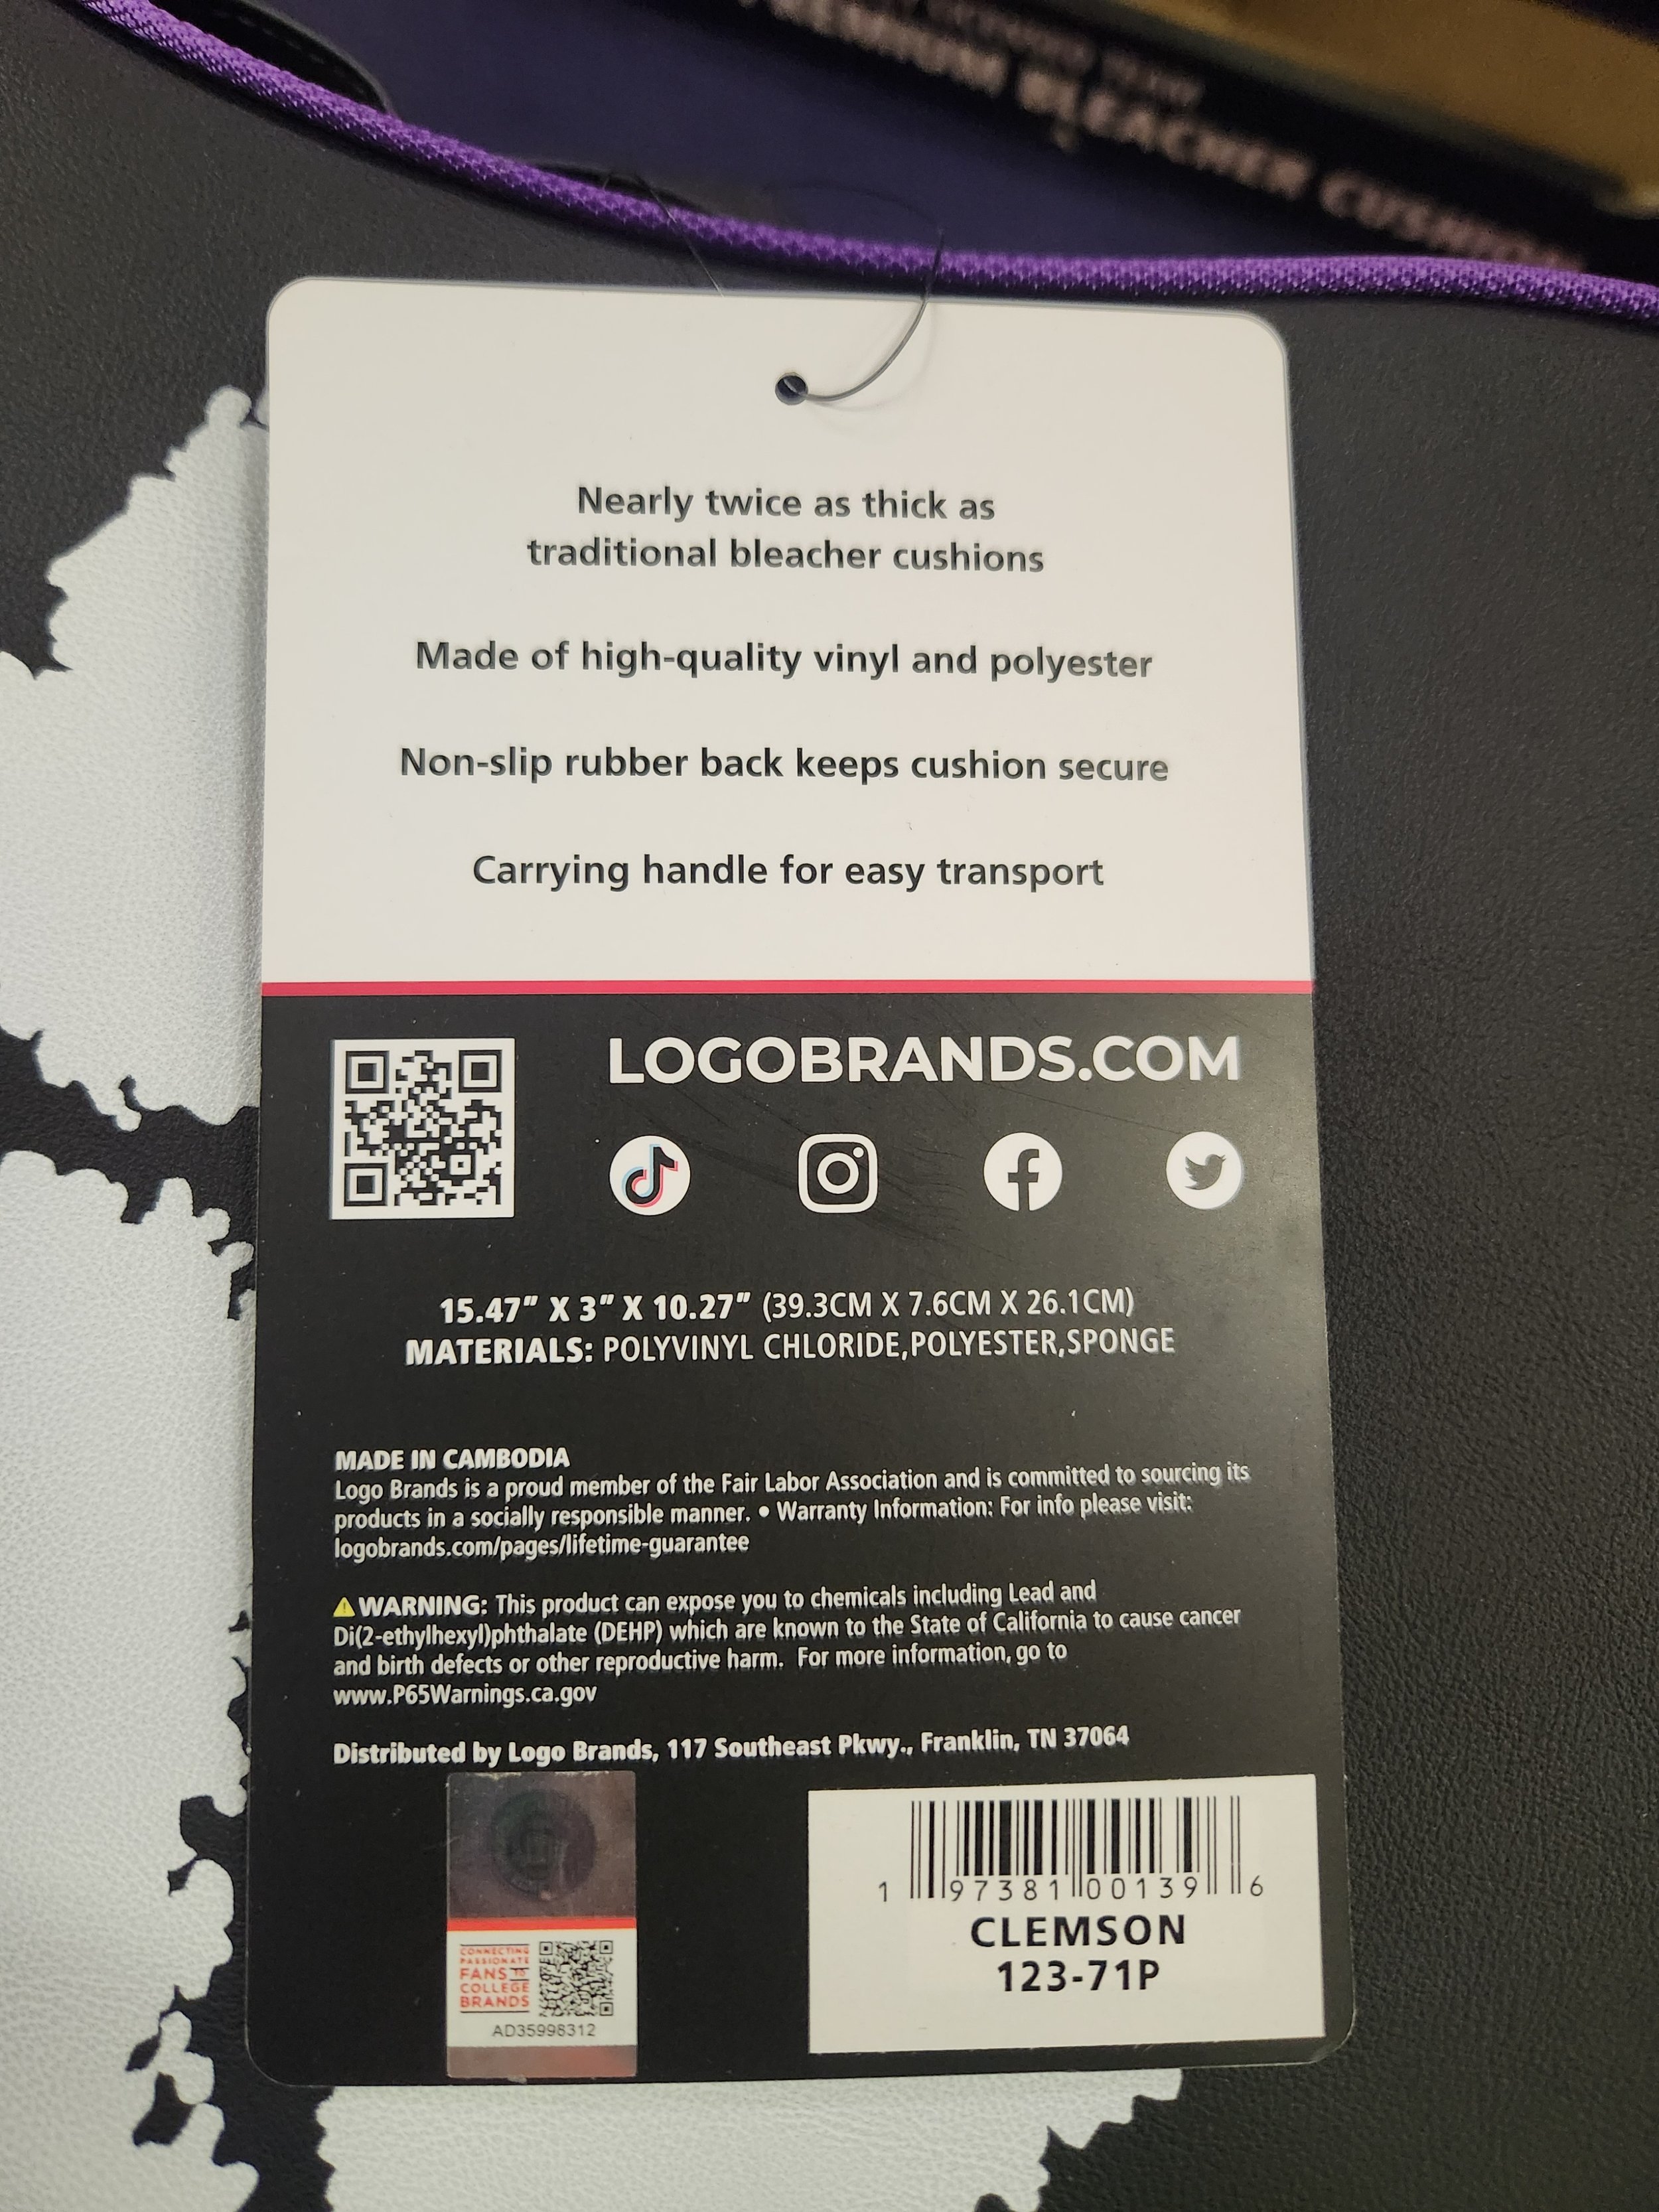 PREMIUM BLEACHER CUSHION
Nearly twice as thick as
traditional bleacher cushions
Made of high-quality vinyl and polyester
Non-slip rubber back keeps cushion secure
Carrying handle for easy transport
LOGOBRANDS.COM
15.47" X 3" X 10.27" (39.3CM X 7.6CM X 26.1CM)
MATERIALS: POLYVINYL CHLORIDE,POLYESTER,SPONGE
MADE IN CAMBODIA
Logo Brands is a proud member of the Fair Labor Association and is committed to sourcing its
products in a socially responsible manner. • Warranty Information: For info please visit:
logobrands.com/pages/lifetime-guarantee
WARNING: This product can expose you to chemicals including Lead and
Di(2-ethylhexyl)phthalate (DEHP) which are known to the State of California to cause cancer
and birth defects or other reproductive harm. For more information, go to
www.P65Warnings.ca.gov
Distributed by Logo Brands, 117 Southeast Pkwy., Franklin, TN 37064
CONNECTING
PASSIONATE
FANS TO
COLLEGE
BRANDS
AD35998312
1 97381 00139 6
CLEMSON
123-71P